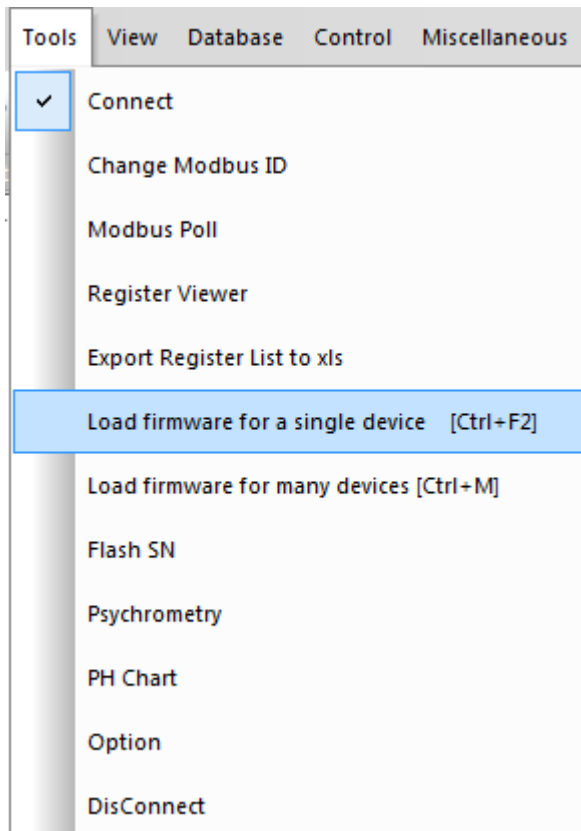 Tools View Database Control Miscellaneous
Connect
Change Modbus ID
Modbus Poll
Register Viewer
Export Register List to xls
Load firmware for a single device [Ctrl+F2]
Load firmware for many devices [Ctrl+M]
Flash SN
Psychrometry
PH Chart
Option
DisConnect